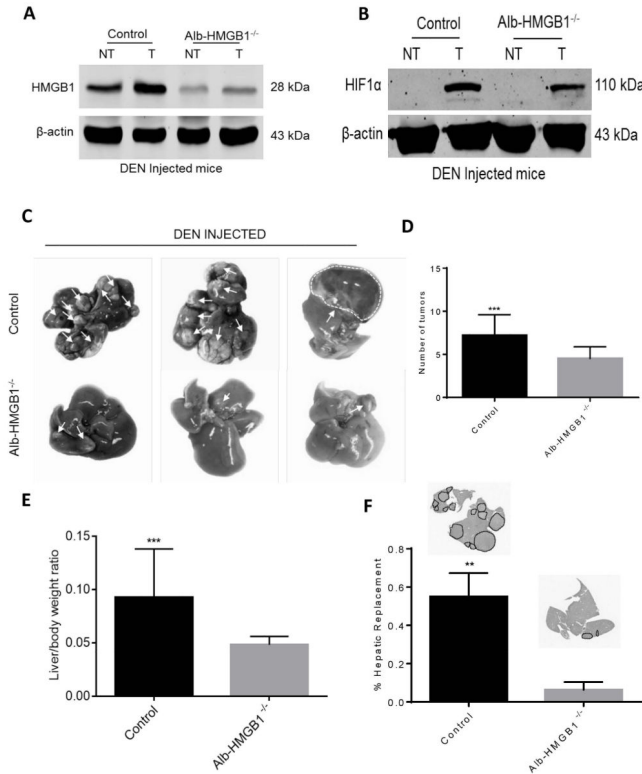 A
Control Alb-HMGB1-/-
NT T NT T
HMGB1 28 kDa
β-actin 43 kDa
DEN Injected mice
B
Control Alb-HMGB1-/-
NT T NT T
HIF1α 110 kDa
β-actin 43 kDa
DEN Injected mice
C
DEN INJECTED
Control
Alb-HMGB1-/-
D
Number of tumors
15
10
5
0
***
Control
Alb-HMGB1-/-
E
Liver/body weight ratio
0.15
0.10
0.05
0.00
***
Control
Alb-HMGB1-/-
F
% Hepatic Replacement
0.8
0.6
0.4
0.2
0.0
**
Control
Alb-HMGB1-/-